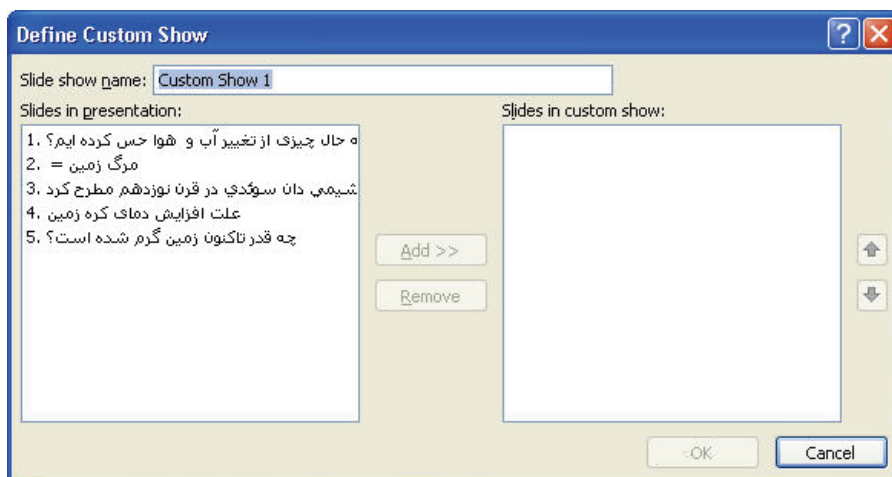 Define Custom Show
Slide show name: Custom Show 1
Slides in presentation:
Slides in custom show:
1. ه حال چیزی از تغییر آب و هوا حس کرده ایم؟
2. مرگ زمین =
3. شیمي دان سوئدي در قرن نوزدهم مطرح کرد
4. علت افزایش دمای کره زمین
5. چه قدر تاکنون زمین گرم شده است؟
Add >>
Remove
OK
Cancel